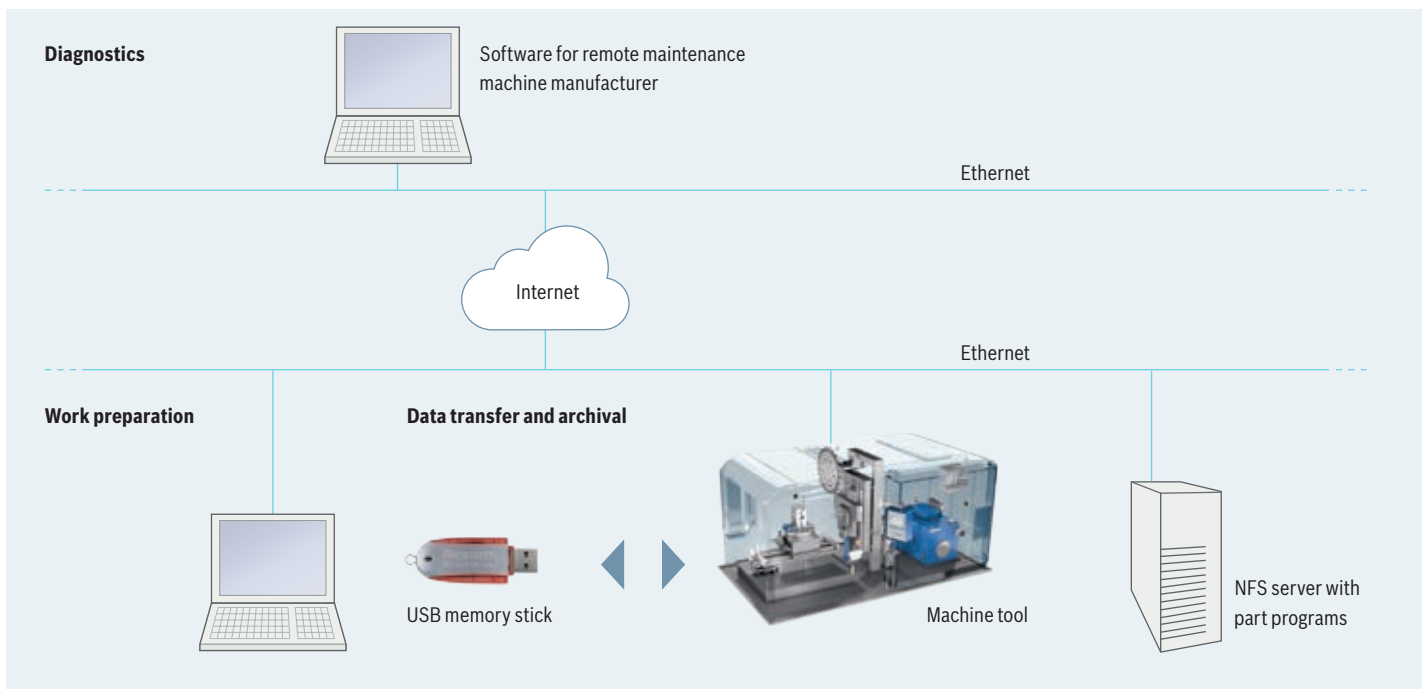 Diagnostics
Software for remote maintenance
machine manufacturer
Ethernet
Internet
Ethernet
Work preparation
Data transfer and archival
USB memory stick
Machine tool
NFS server with
part programs